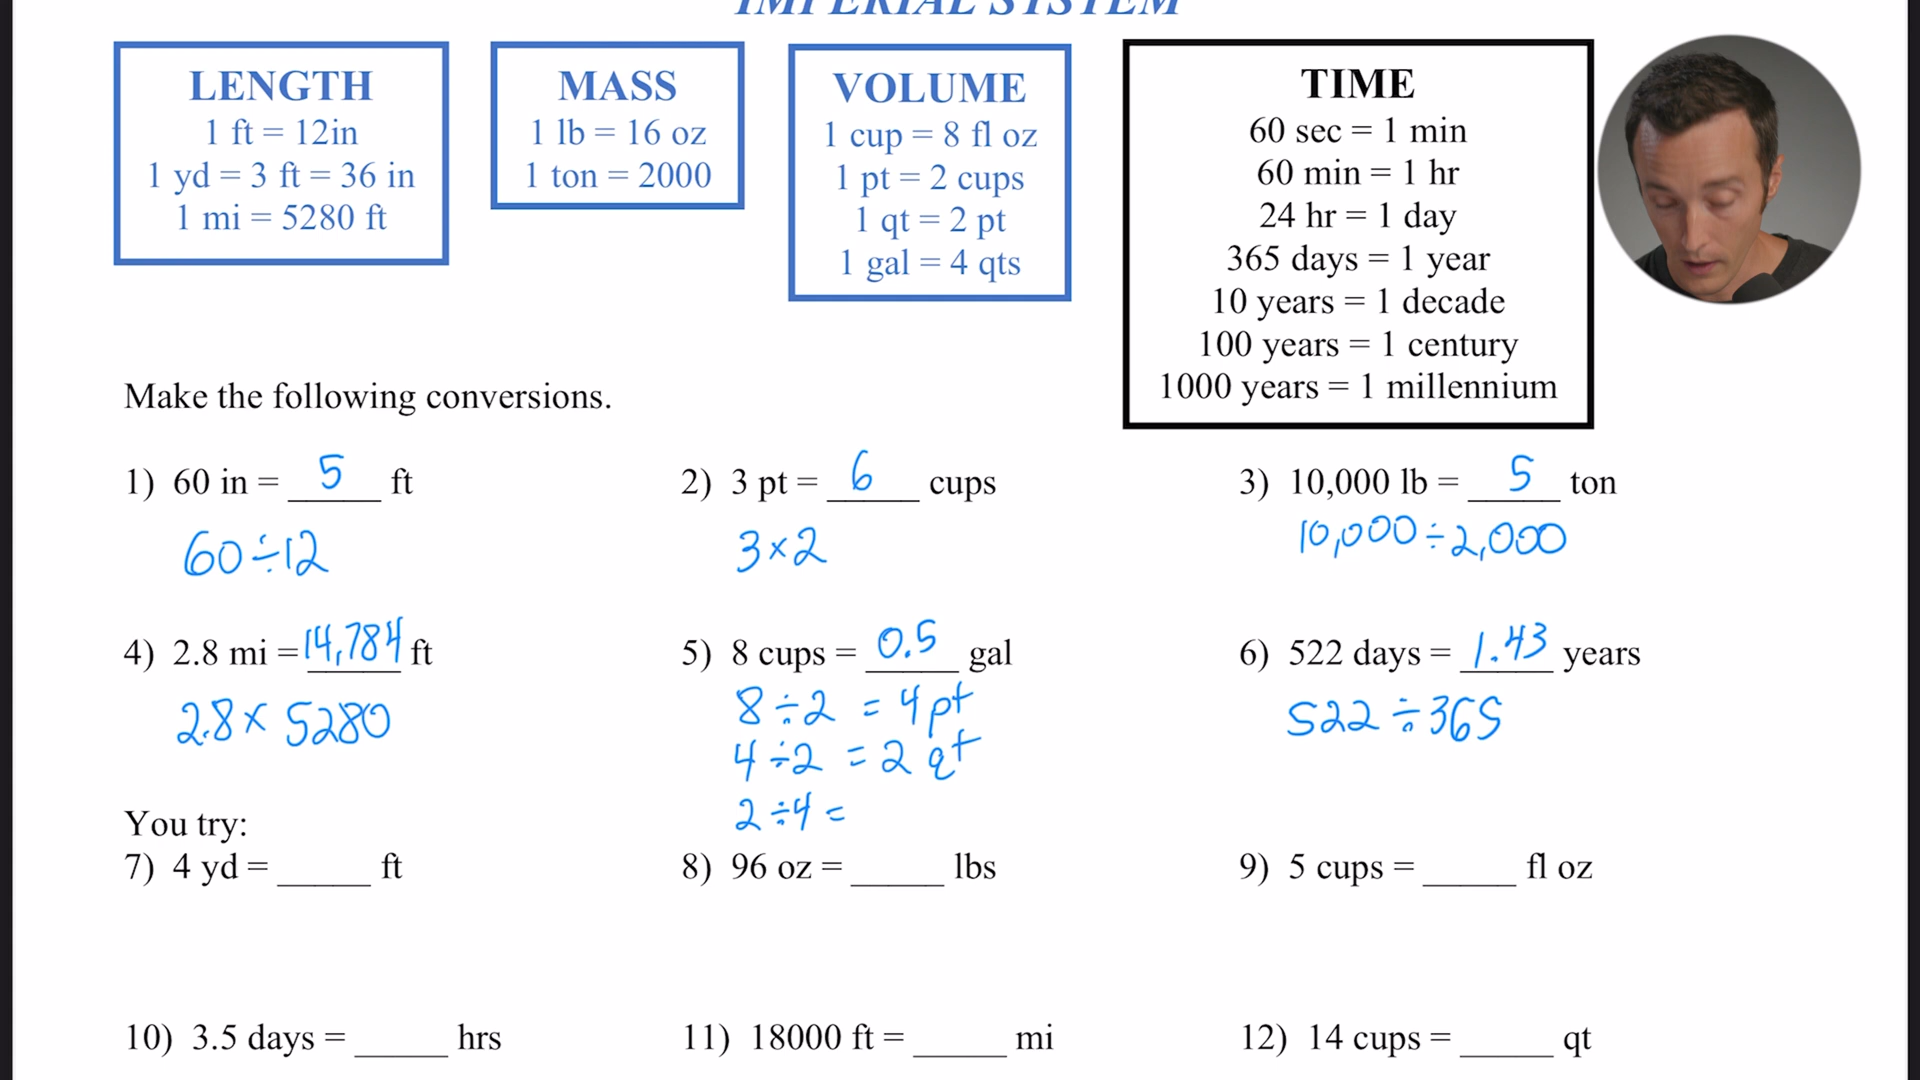 IMPERIAL SYSTEM
LENGTH
1 ft = 12in
1 yd = 3 ft = 36 in
1 mi = 5280 ft
MASS
1 lb = 16 oz
1 ton = 2000
VOLUME
1 cup = 8 fl oz
1 pt = 2 cups
1 qt = 2 pt
1 gal = 4 qts
TIME
60 sec = 1 min
60 min = 1 hr
24 hr = 1 day
365 days = 1 year
10 years = 1 decade
100 years = 1 century
1000 years = 1 millennium
Make the following conversions.
1) 60 in = 5 ft
60÷12
2) 3 pt = 6 cups
3×2
3) 10,000 lb = 5 ton
10,000÷2,000
4) 2.8 mi = 14,784 ft
2.8× 5280
5) 8 cups = 0.5 gal
8÷2 = 4 pt
4÷2 = 2 qt
2÷4 =
6) 522 days = 1.43 years
522÷365
You try:
7) 4 yd = _____ ft
8) 96 oz = _____ lbs
9) 5 cups = _____ fl oz
10) 3.5 days = _____ hrs
11) 18000 ft = _____ mi
12) 14 cups = _____ qt